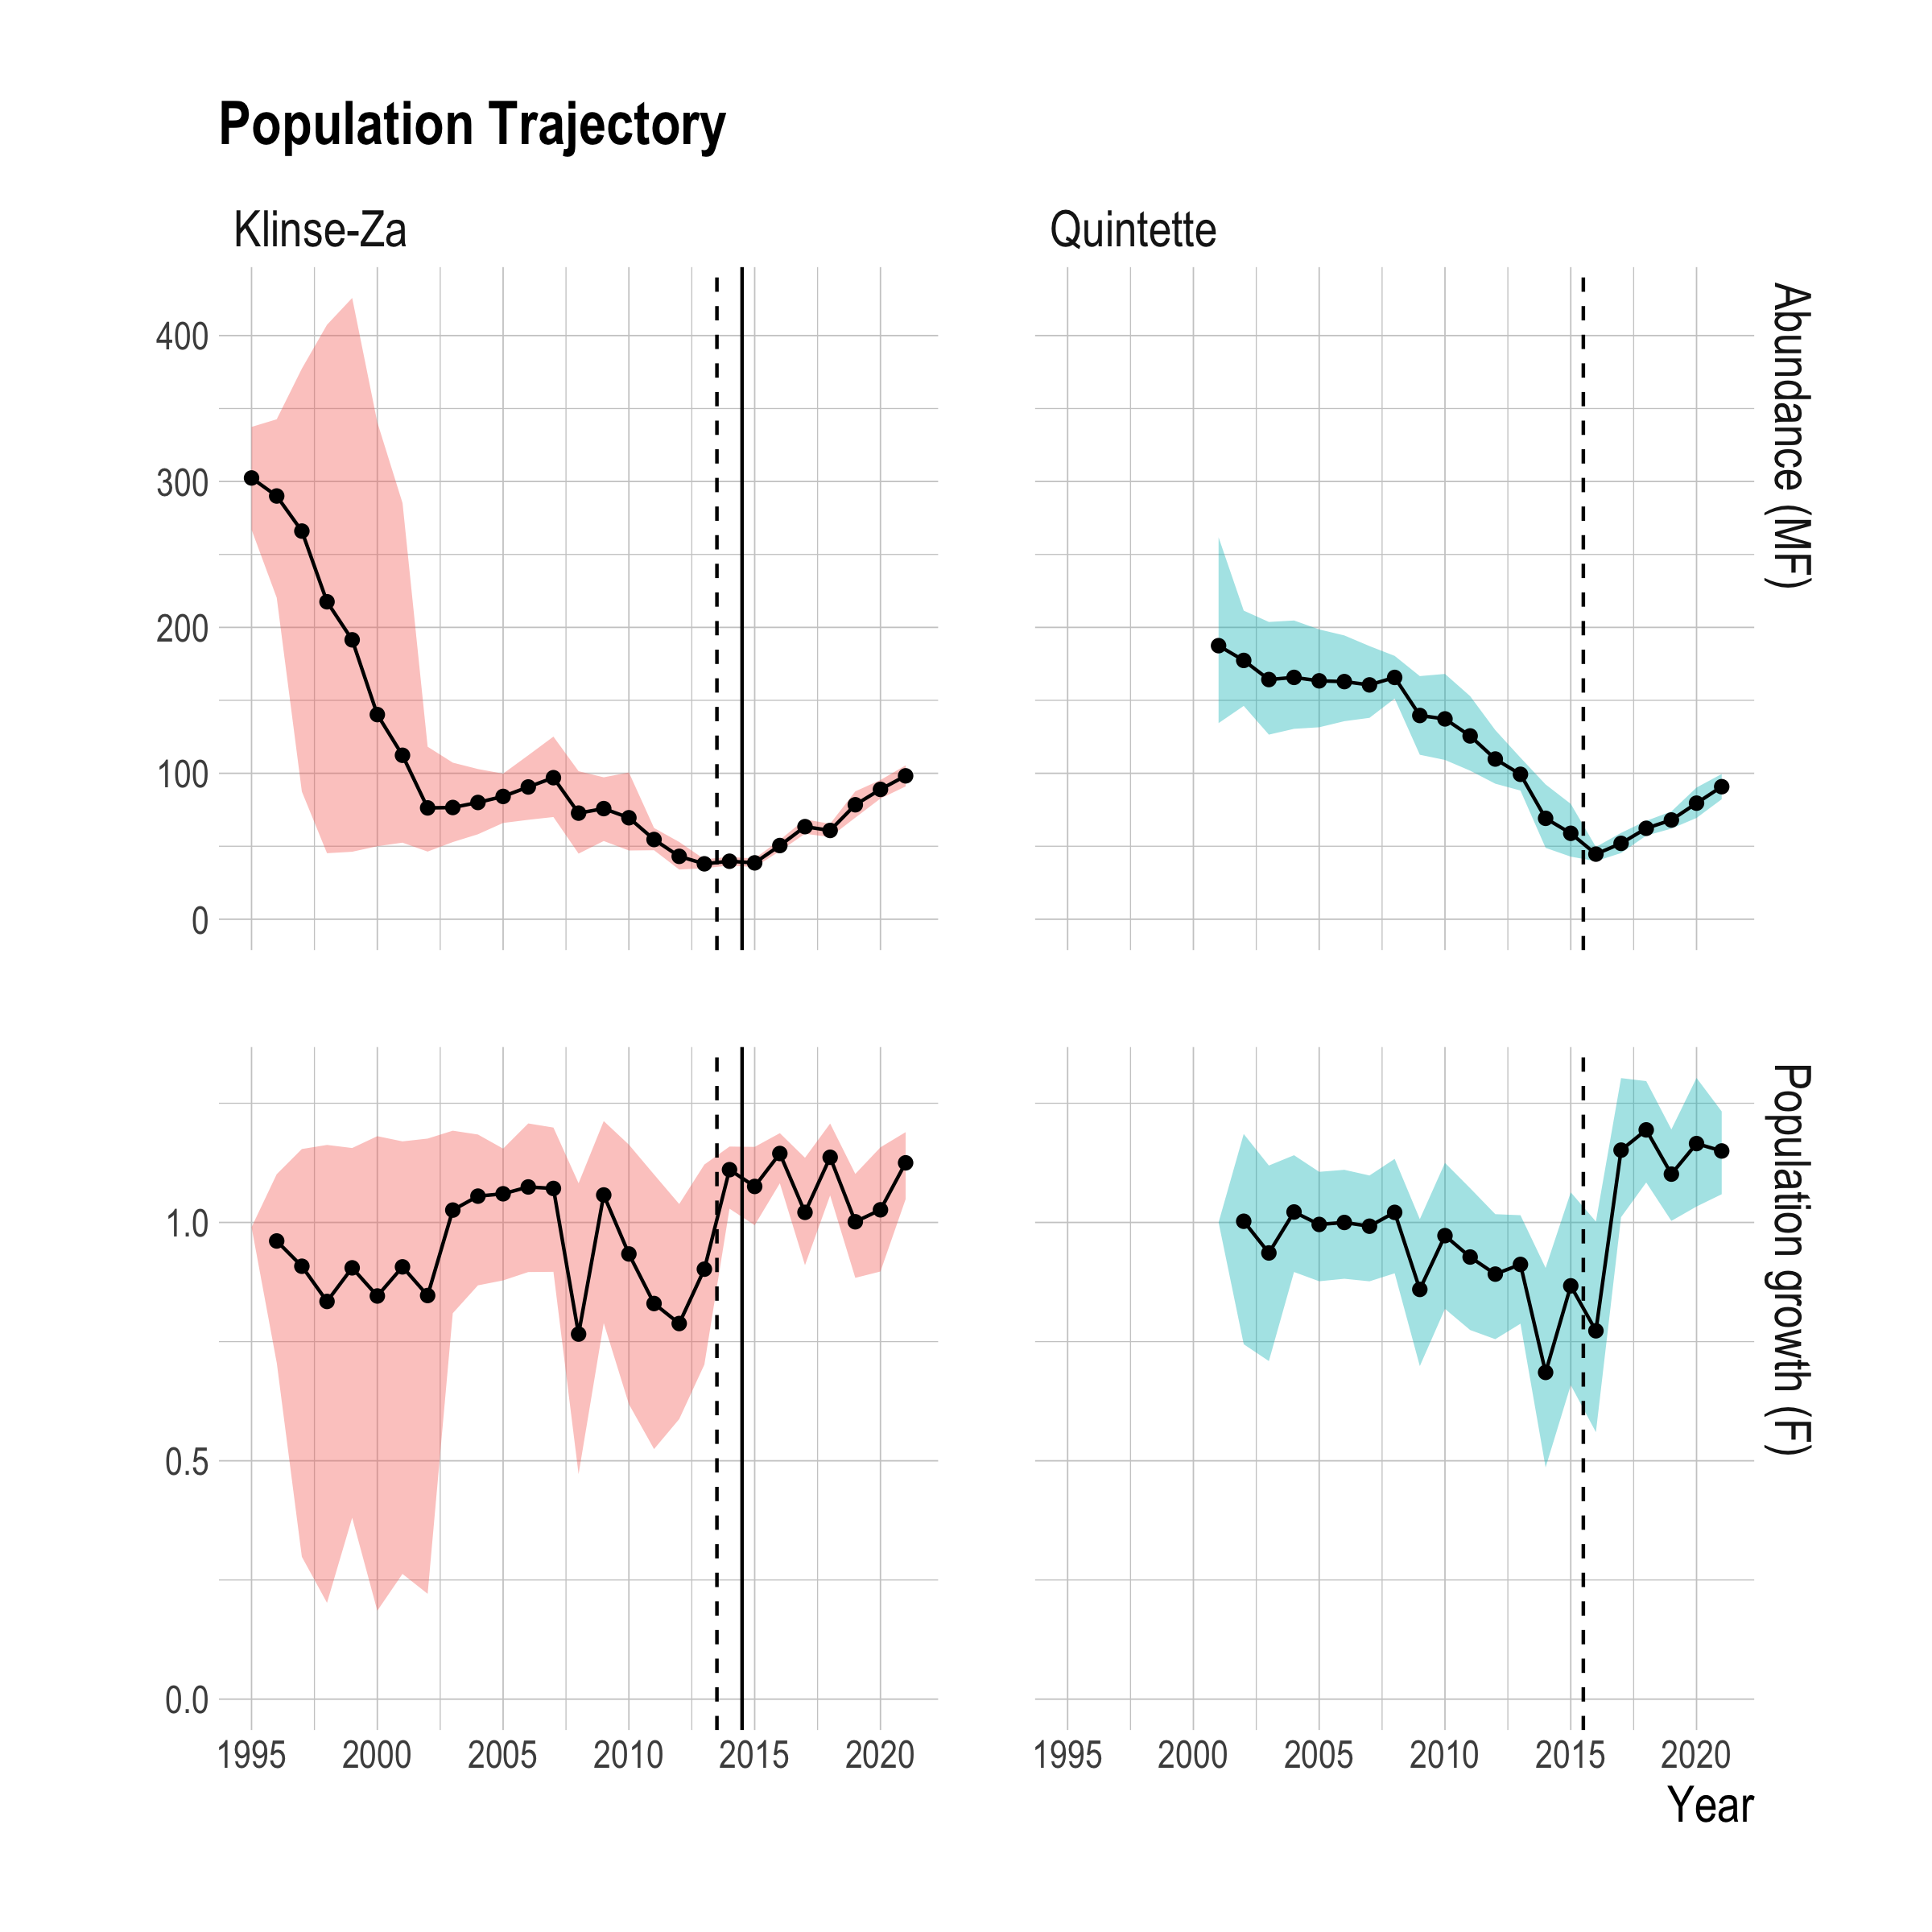 Population Trajectory
Klinse-Za
Quintette
400
300
200
100
0
Abundance (MF)
1.0
0.5
0.0
Population growth (F)
1995 2000 2005 2010 2015 2020
1995 2000 2005 2010 2015 2020
Year